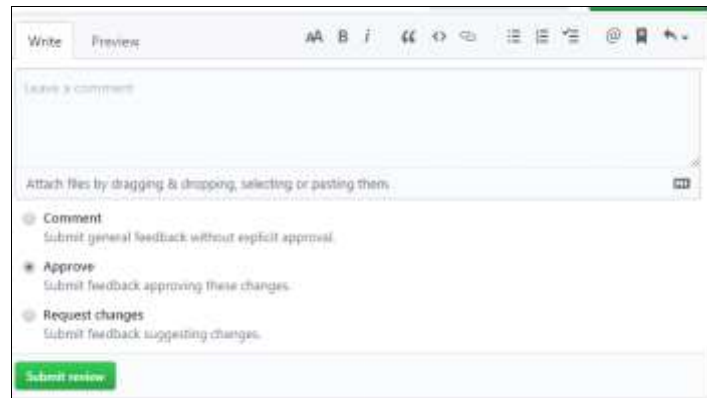 Write Preview AA B i “ <> @
Leave a comment
Attach files by dragging & dropping, selecting or pasting them.
Comment
Submit general feedback without explicit approval.
Approve
Submit feedback approving these changes.
Request changes
Submit feedback suggesting changes.
Submit review